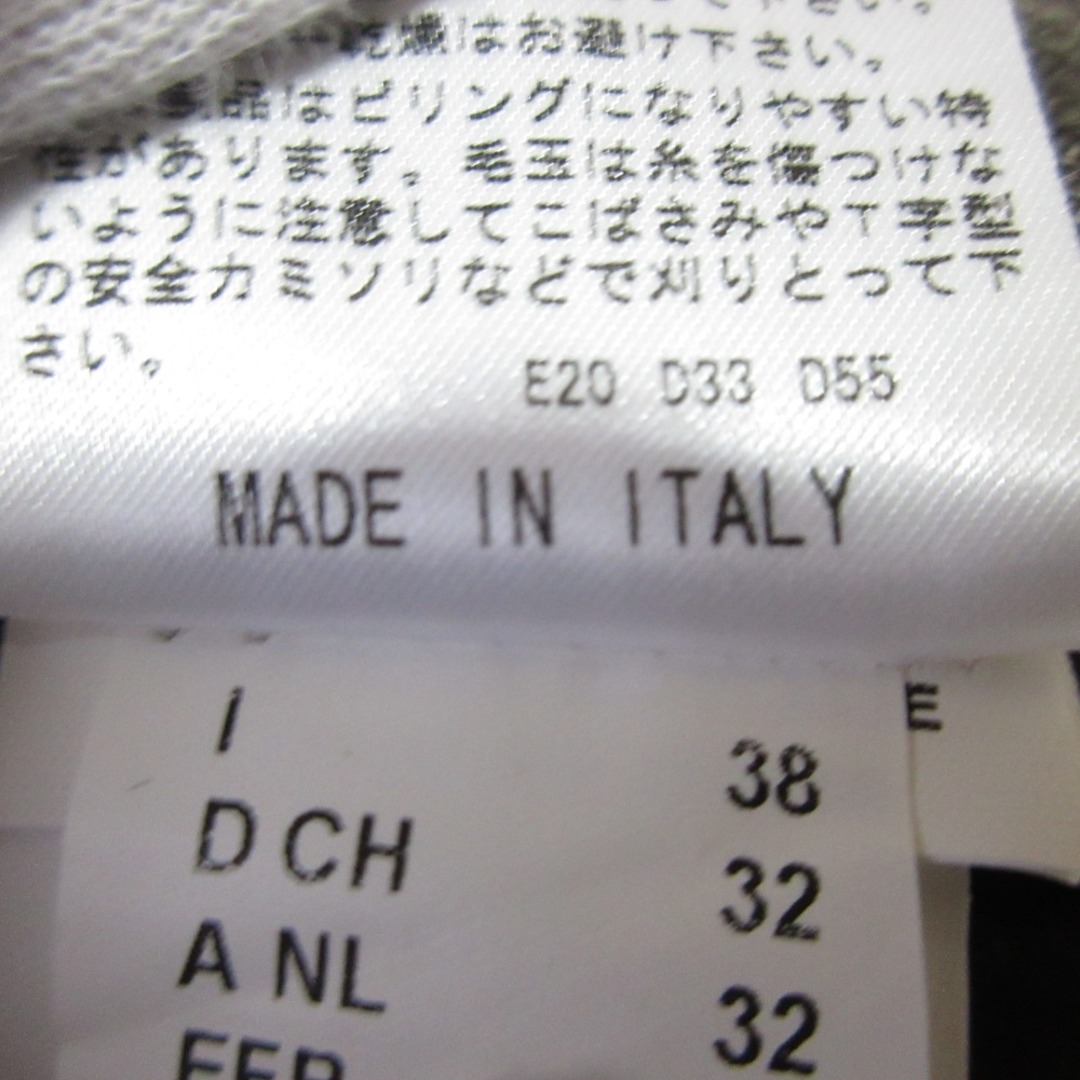 乾燥はお避け下さい。
品はピリングになりやすい特
性があります。毛玉は糸を傷つけな
いように注意してこばさみやT字型
の安全カミソリなどで刈りとって下
さい。
E20 D33 D55
MADE IN ITALY
E
I 38
D CH 32
A NL 32